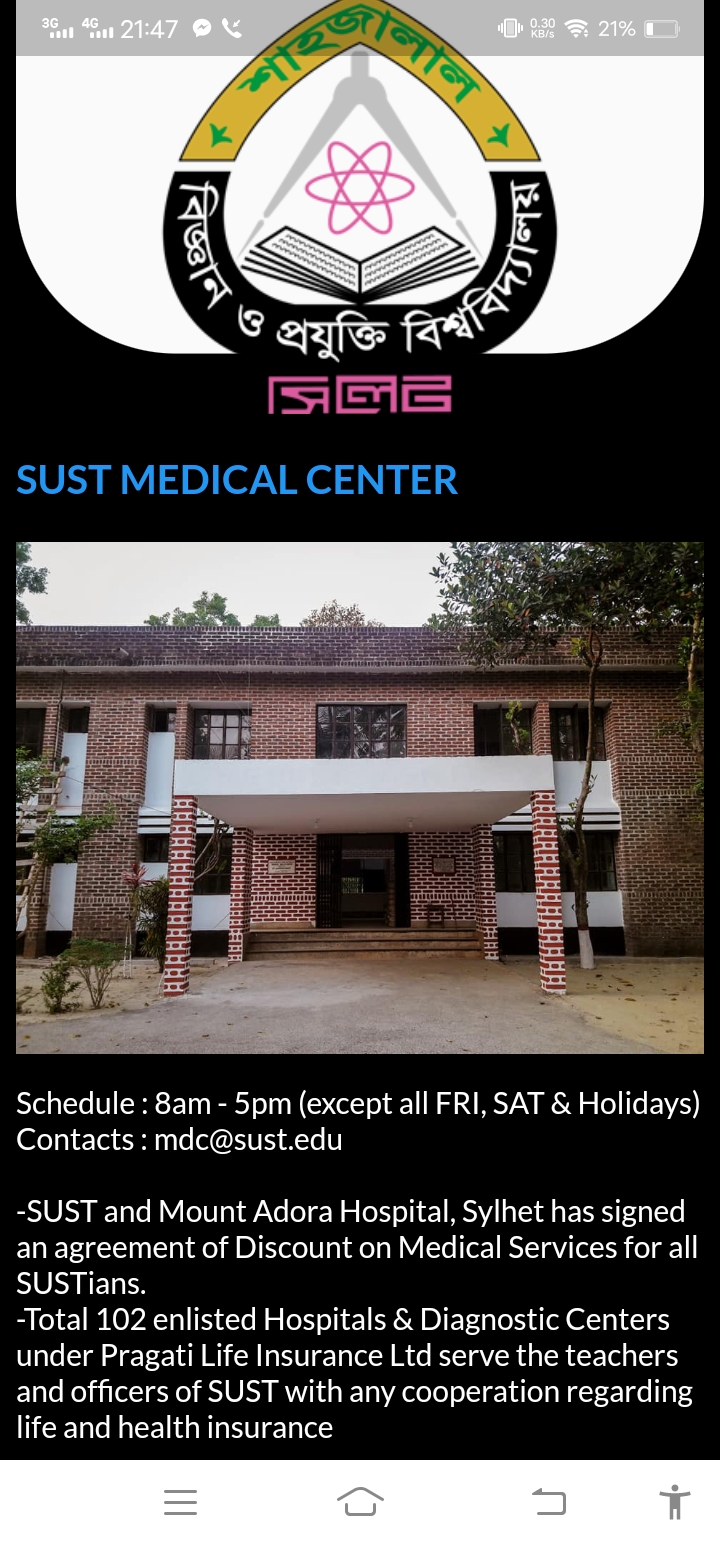 3G 4G 21:47 0.30 KB/s 21%
শাহজালাল
বিজ্ঞান ও প্রযুক্তি বিশ্ববিদ্যালয়
সিলেট
SUST MEDICAL CENTER
Schedule : 8am - 5pm (except all FRI, SAT & Holidays)
Contacts : mdc@sust.edu
-SUST and Mount Adora Hospital, Sylhet has signed
an agreement of Discount on Medical Services for all
SUSTians.
-Total 102 enlisted Hospitals & Diagnostic Centers
under Pragati Life Insurance Ltd serve the teachers
and officers of SUST with any cooperation regarding
life and health insurance